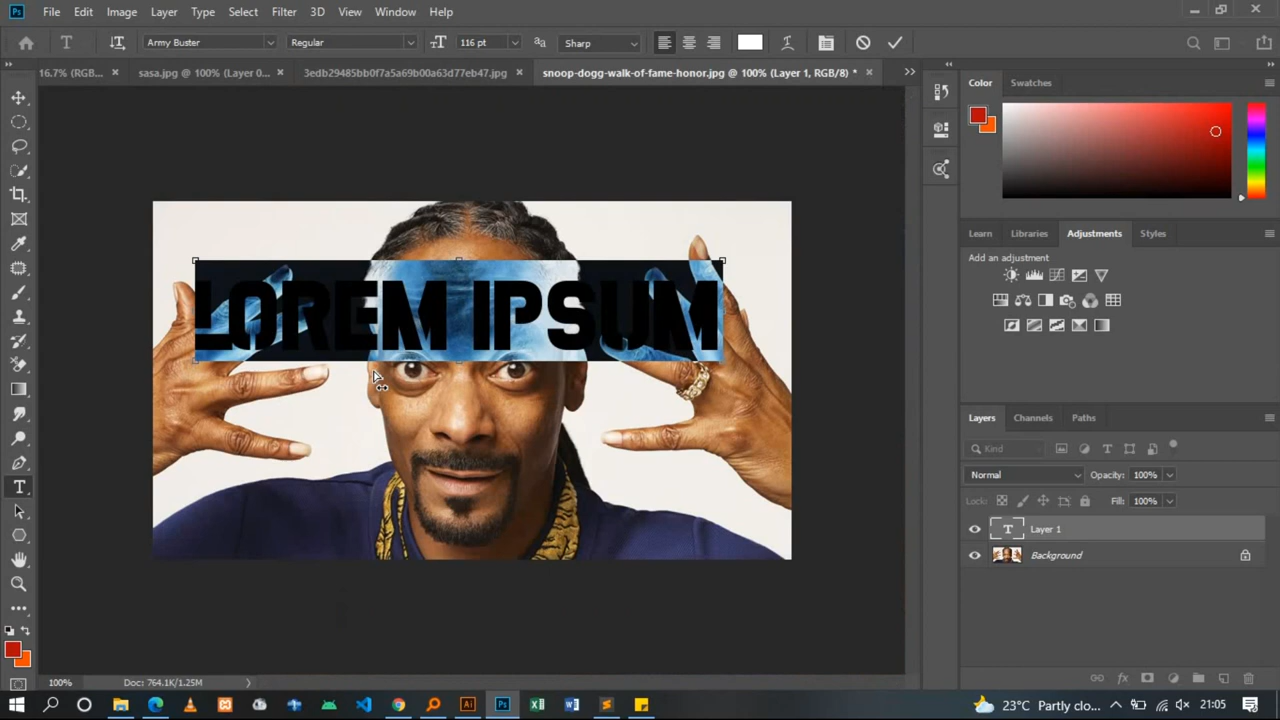 File Edit Image Layer Type Select Filter 3D View Window Help
Army Buster Regular 116 pt Sharp
16.7% (RGB... sasa.jpg @ 100% (Layer 0... 3edb29485bb0f7a5a69b00a63d77eb47.jpg snoop-dogg-walk-of-fame-honor.jpg @ 100% (Layer 1, RGB/8) *
Color Swatches
LOREM IPSUM
Learn Libraries Adjustments Styles
Add an adjustment
Layers Channels Paths
Kind
Normal Opacity: 100%
Lock: Fill: 100%
Layer 1
Background
100% Doc: 764.1K/1.25M
23°C Partly clo... 21:05